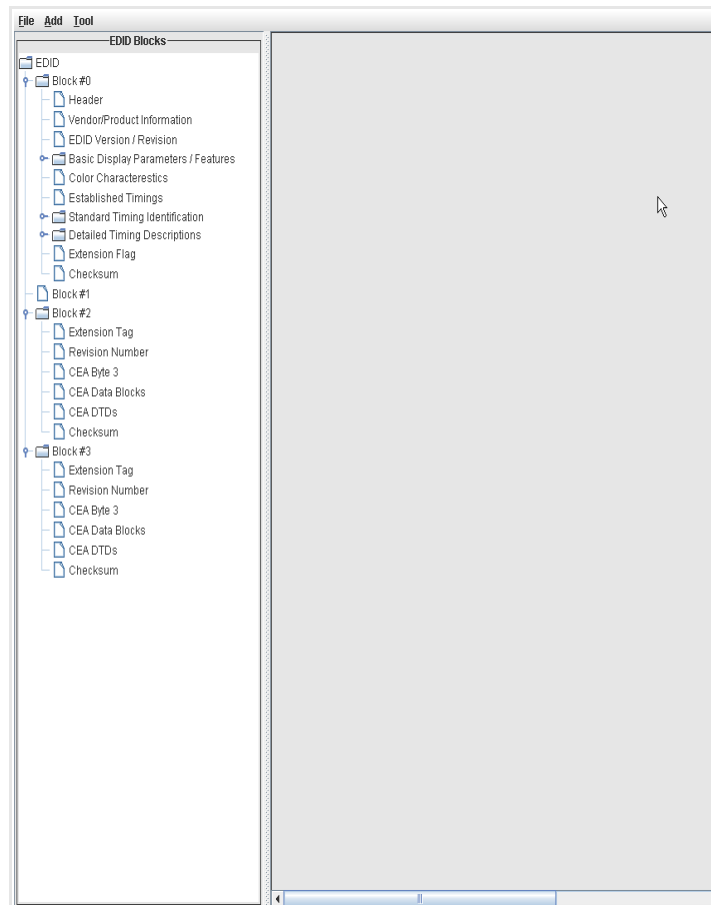 File Add Tool
EDID Blocks
EDID
Block #0
Header
Vendor/Product Information
EDID Version / Revision
Basic Display Parameters / Features
Color Characterestics
Established Timings
Standard Timing Identification
Detailed Timing Descriptions
Extension Flag
Checksum
Block #1
Block #2
Extension Tag
Revision Number
CEA Byte 3
CEA Data Blocks
CEA DTDs
Checksum
Block #3
Extension Tag
Revision Number
CEA Byte 3
CEA Data Blocks
CEA DTDs
Checksum